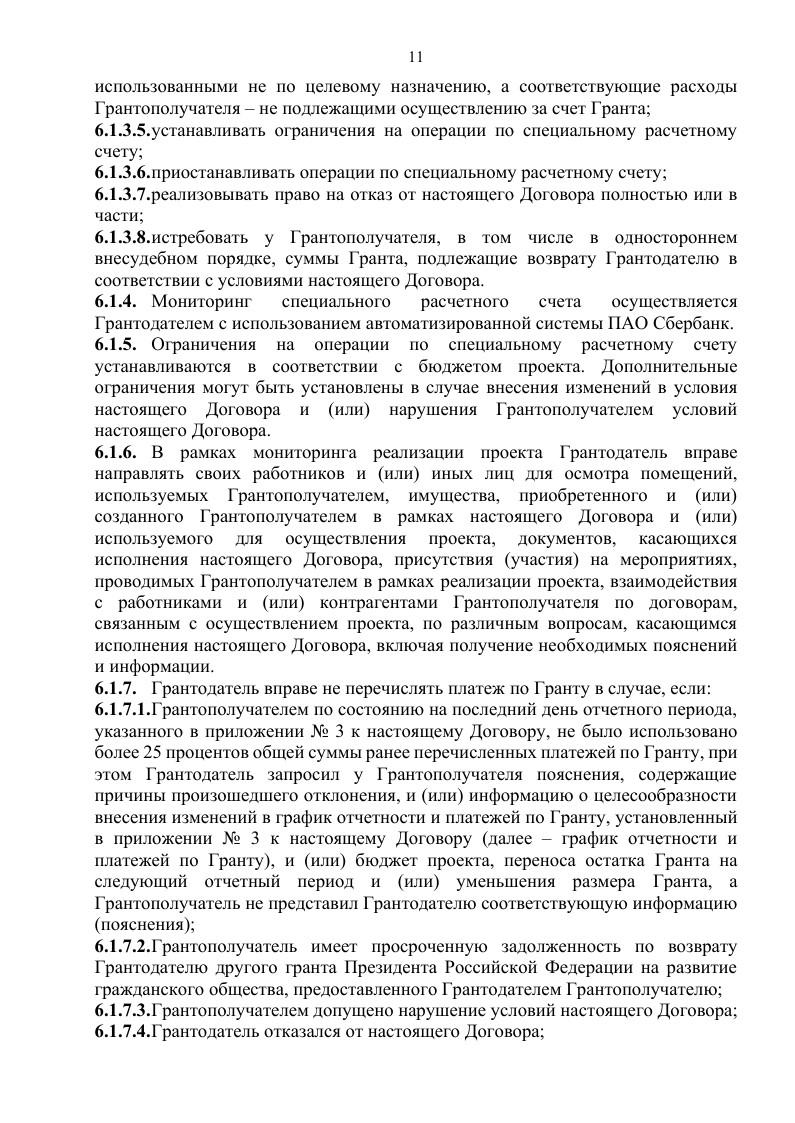 11
использованными не по целевому назначению, а соответствующие расходы
Грантополучателя – не подлежащими осуществлению за счет Гранта;
6.1.3.5.устанавливать ограничения на операции по специальному расчетному
счету;
6.1.3.6.приостанавливать операции по специальному расчетному счету;
6.1.3.7.реализовывать право на отказ от настоящего Договора полностью или в
части;
6.1.3.8.истребовать у Грантополучателя, в том числе в одностороннем
внесудебном порядке, суммы Гранта, подлежащие возврату Грантодателю в
соответствии с условиями настоящего Договора.
6.1.4. Мониторинг специального расчетного счета осуществляется
Грантодателем с использованием автоматизированной системы ПАО Сбербанк.
6.1.5. Ограничения на операции по специальному расчетному счету
устанавливаются в соответствии с бюджетом проекта. Дополнительные
ограничения могут быть установлены в случае внесения изменений в условия
настоящего Договора и (или) нарушения Грантополучателем условий
настоящего Договора.
6.1.6. В рамках мониторинга реализации проекта Грантодатель вправе
направлять своих работников и (или) иных лиц для осмотра помещений,
используемых Грантополучателем, имущества, приобретенного и (или)
созданного Грантополучателем в рамках настоящего Договора и (или)
используемого для осуществления проекта, документов, касающихся
исполнения настоящего Договора, присутствия (участия) на мероприятиях,
проводимых Грантополучателем в рамках реализации проекта, взаимодействия
с работниками и (или) контрагентами Грантополучателя по договорам,
связанным с осуществлением проекта, по различным вопросам, касающимся
исполнения настоящего Договора, включая получение необходимых пояснений
и информации.
6.1.7. Грантодатель вправе не перечислять платеж по Гранту в случае, если:
6.1.7.1.Грантополучателем по состоянию на последний день отчетного периода,
указанного в приложении № 3 к настоящему Договору, не было использовано
более 25 процентов общей суммы ранее перечисленных платежей по Гранту, при
этом Грантодатель запросил у Грантополучателя пояснения, содержащие
причины произошедшего отклонения, и (или) информацию о целесообразности
внесения изменений в график отчетности и платежей по Гранту, установленный
в приложении № 3 к настоящему Договору (далее – график отчетности и
платежей по Гранту), и (или) бюджет проекта, переноса остатка Гранта на
следующий отчетный период и (или) уменьшения размера Гранта, а
Грантополучатель не представил Грантодателю соответствующую информацию
(пояснения);
6.1.7.2.Грантополучатель имеет просроченную задолженность по возврату
Грантодателю другого гранта Президента Российской Федерации на развитие
гражданского общества, предоставленного Грантодателем Грантополучателю;
6.1.7.3.Грантополучателем допущено нарушение условий настоящего Договора;
6.1.7.4.Грантодатель отказался от настоящего Договора;